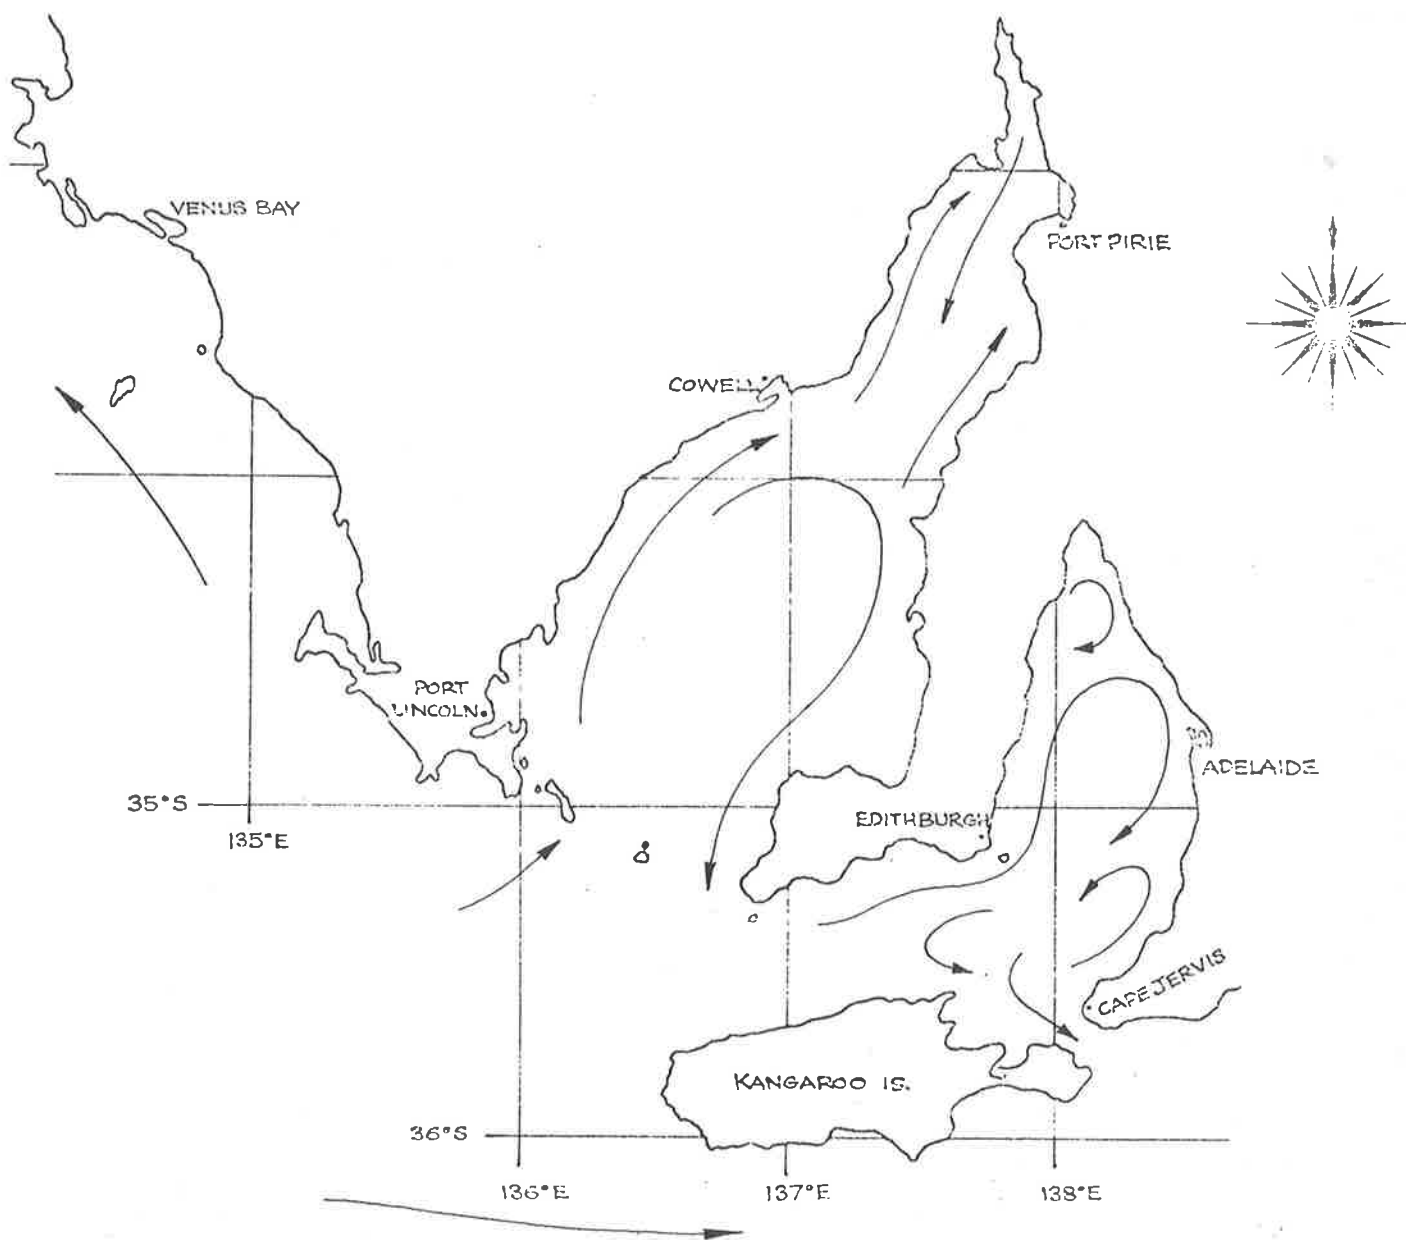 VENUS BAY
PORT PIRIE
COWELL
PORT
LINCOLN
ADELAIDE
35°S
EDITHBURGH
135°E
CAPE JERVIS
KANGAROO IS.
36°S
136°E
137°E
138°E